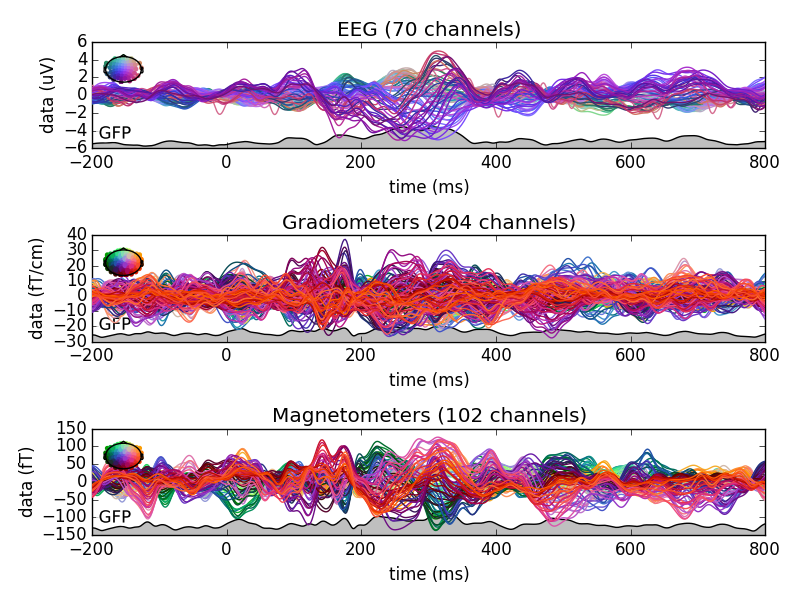 EEG (70 channels)
6
4
2
0
−2
−4
−6
data (uV)
GFP
−200 0 200 400 600 800
time (ms)
Gradiometers (204 channels)
40
30
20
10
0
−10
−20
−30
data (fT/cm)
GFP
−200 0 200 400 600 800
time (ms)
Magnetometers (102 channels)
150
100
50
0
−50
−100
−150
data (fT)
GFP
−200 0 200 400 600 800
time (ms)